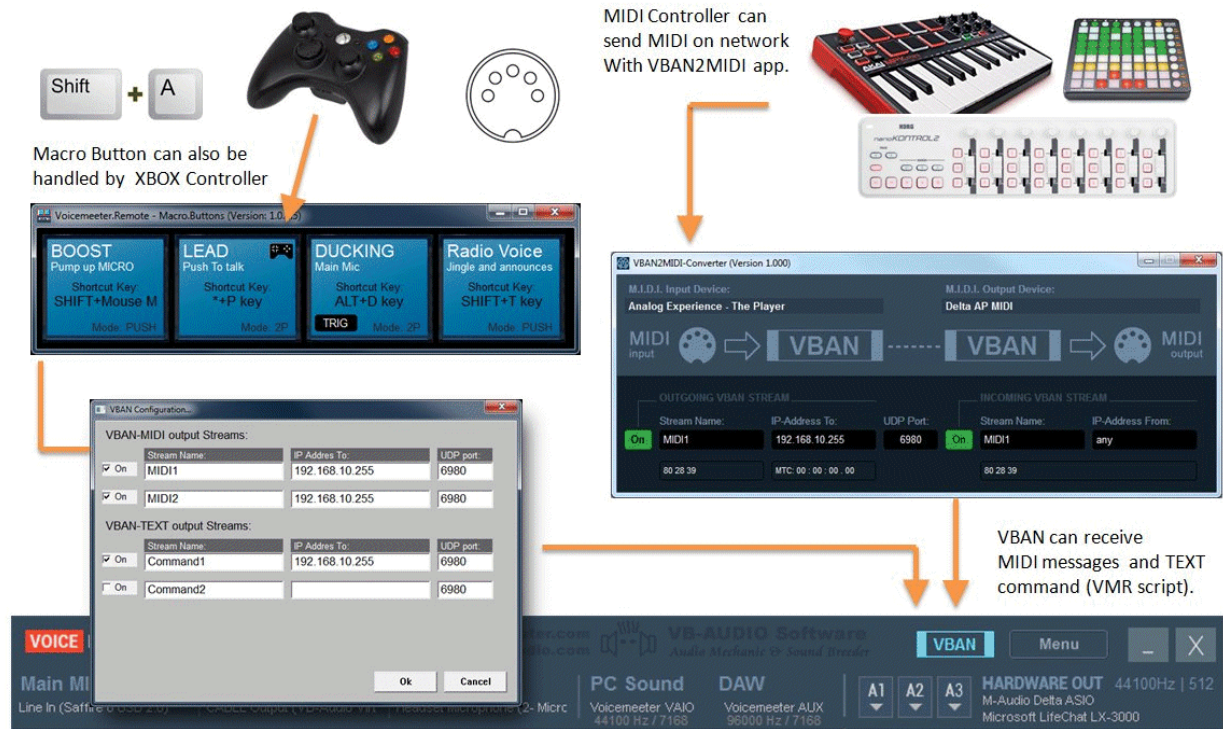 Shift
A
Macro Button can also be
handled by XBOX Controller
MIDI Controller can
send MIDI on network
With VBAN2MIDI app.
AKAI
KORG
nanoKONTROL2
Voicemeeter.Remote - Macro.Buttons (Version: 1.0.
BOOST
Pump up MICRO
Shortcut Key:
SHIFT+Mouse M
Mode: PUSH
LEAD
Push To talk
Shortcut Key:
*+P key
Mode: 2P
DUCKING
Main Mic
Shortcut Key:
ALT+D key
TRIG
Mode: 2P
Radio Voice
Jingle and announces
Shortcut Key:
SHIFT+T key
Mode: PUSH
VBAN2MIDI-Converter (Version 1.000)
M.I.D.I. Input Device:
Analog Experience - The Player
M.I.D.I. Output Device:
Delta AP MIDI
MIDI
input
VBAN
VBAN
MIDI
output
OUTGOING VBAN STREAM
Stream Name:
IP-Address To:
UDP Port:
On
MIDI1
192.168.10.255
6980
80 28 39
MTC: 00 : 00 : 00 . 00
INCOMING VBAN STREAM
Stream Name:
IP-Address From:
On
MIDI1
any
80 28 39
VBAN Configuration...
VBAN-MIDI output Streams:
Stream Name:
IP Addres To:
UDP port:
On
MIDI1
192.168.10.255
6980
On
MIDI2
192.168.10.255
6980
VBAN-TEXT output Streams:
Stream Name:
IP Addres To:
UDP port:
On
Command1
192.168.10.255
6980
On
Command2
6980
Ok
Cancel
VBAN can receive
MIDI messages and TEXT
command (VMR script).
VOICE
VB-AUDIO Software
Audio Mechanic & Sound Breeder
VBAN
Menu
X
Main MI
Line In (Saffire 6 USB 2.0)
Headset Microphone (2- Micro
PC Sound
Voicemeeter VAIO
44100 Hz / 7168
DAW
Voicemeeter AUX
96000 Hz / 7168
A1
A2
A3
HARDWARE OUT
44100Hz | 512
M-Audio Delta ASIO
Microsoft LifeChat LX-3000